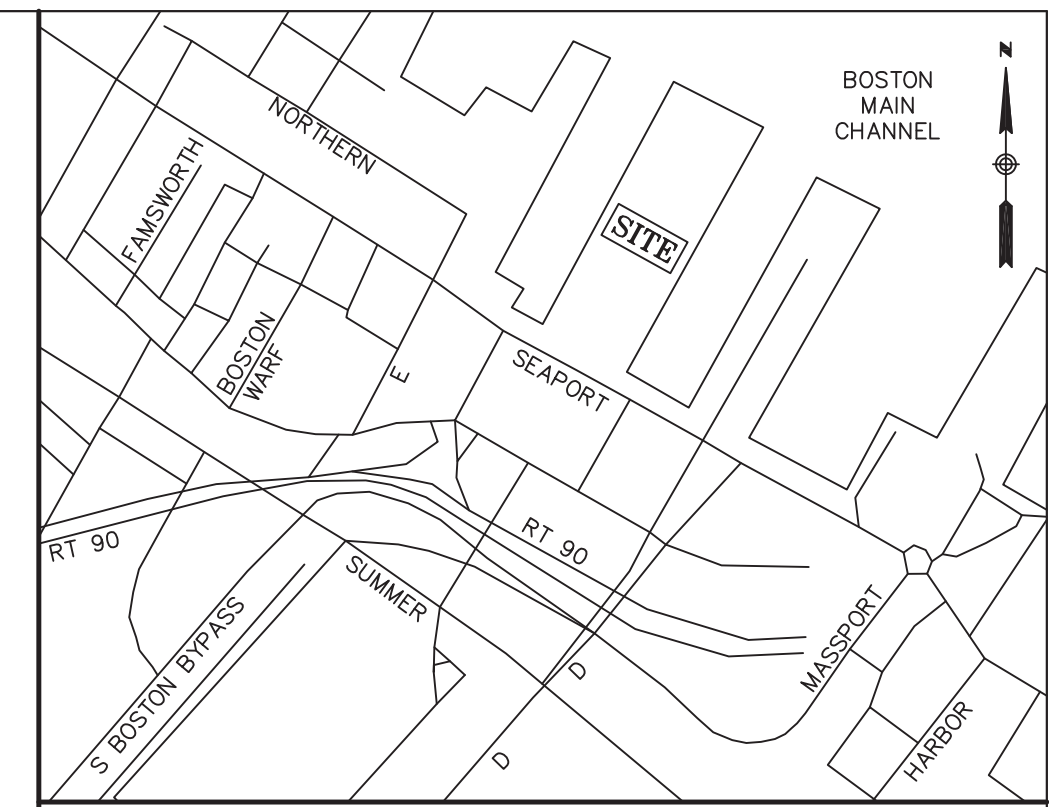 N
BOSTON
MAIN
CHANNEL
NORTHERN
FAMSWORTH
SITE
BOSTON
WARF
E
SEAPORT
RT 90
RT 90
SUMMER
S BOSTON BYPASS
D
D
MASSPORT
HARBOR